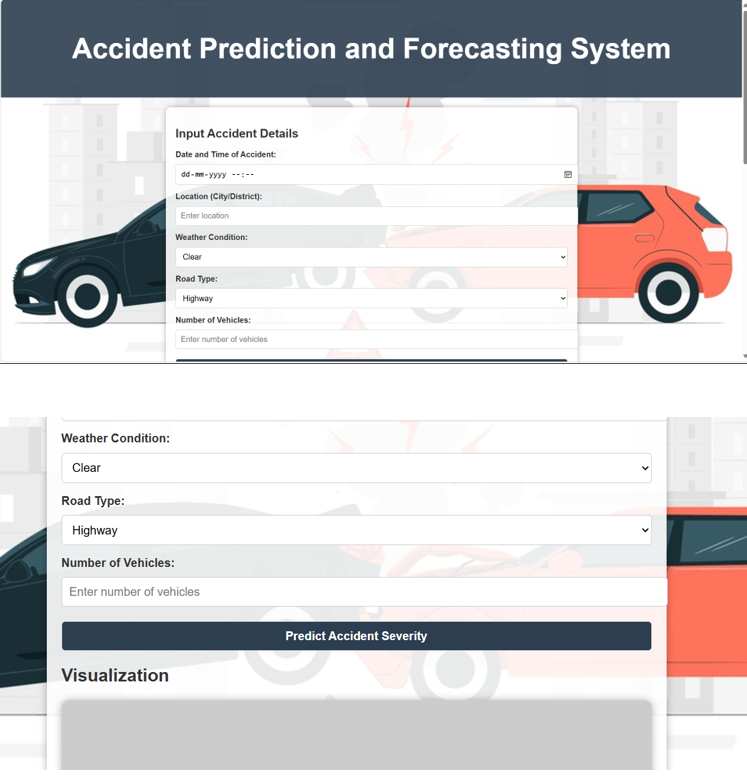 Accident Prediction and Forecasting System
Input Accident Details
Date and Time of Accident:
dd-mm-yyyy --:--
Location (City/District):
Enter location
Weather Condition:
Clear
Road Type:
Highway
Number of Vehicles:
Enter number of vehicles
Weather Condition:
Clear
Road Type:
Highway
Number of Vehicles:
Enter number of vehicles
Predict Accident Severity
Visualization